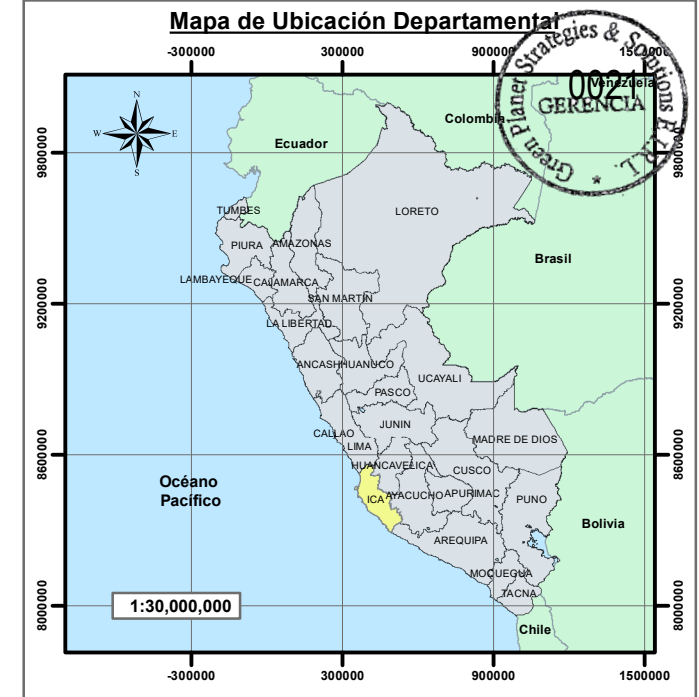 Mapa de Ubicación Departamental
-300000 300000 900000 1500000
Green Planet Strategies & Solutions E.I.R.L.
0021
GERENCIA
Venezuela
N
W E
S
Colombia
Ecuador
9800000 9800000
TUMBES
LORETO
PIURA AMAZONAS
Brasil
LAMBAYEQUE CAJAMARCA
SAN MARTIN
9200000 9200000
LA LIBERTAD
ANCASH HUANUCO
UCAYALI
PASCO
JUNIN
CALLAO
MADRE DE DIOS
LIMA
8600000 8600000
HUANCAVELICA
CUSCO
Océano
Pacífico
ICA AYACUCHO APURIMAC
PUNO
Bolivia
AREQUIPA
MOQUEGUA
TACNA
1:30,000,000
8000000 8000000
Chile
-300000 300000 900000 1500000